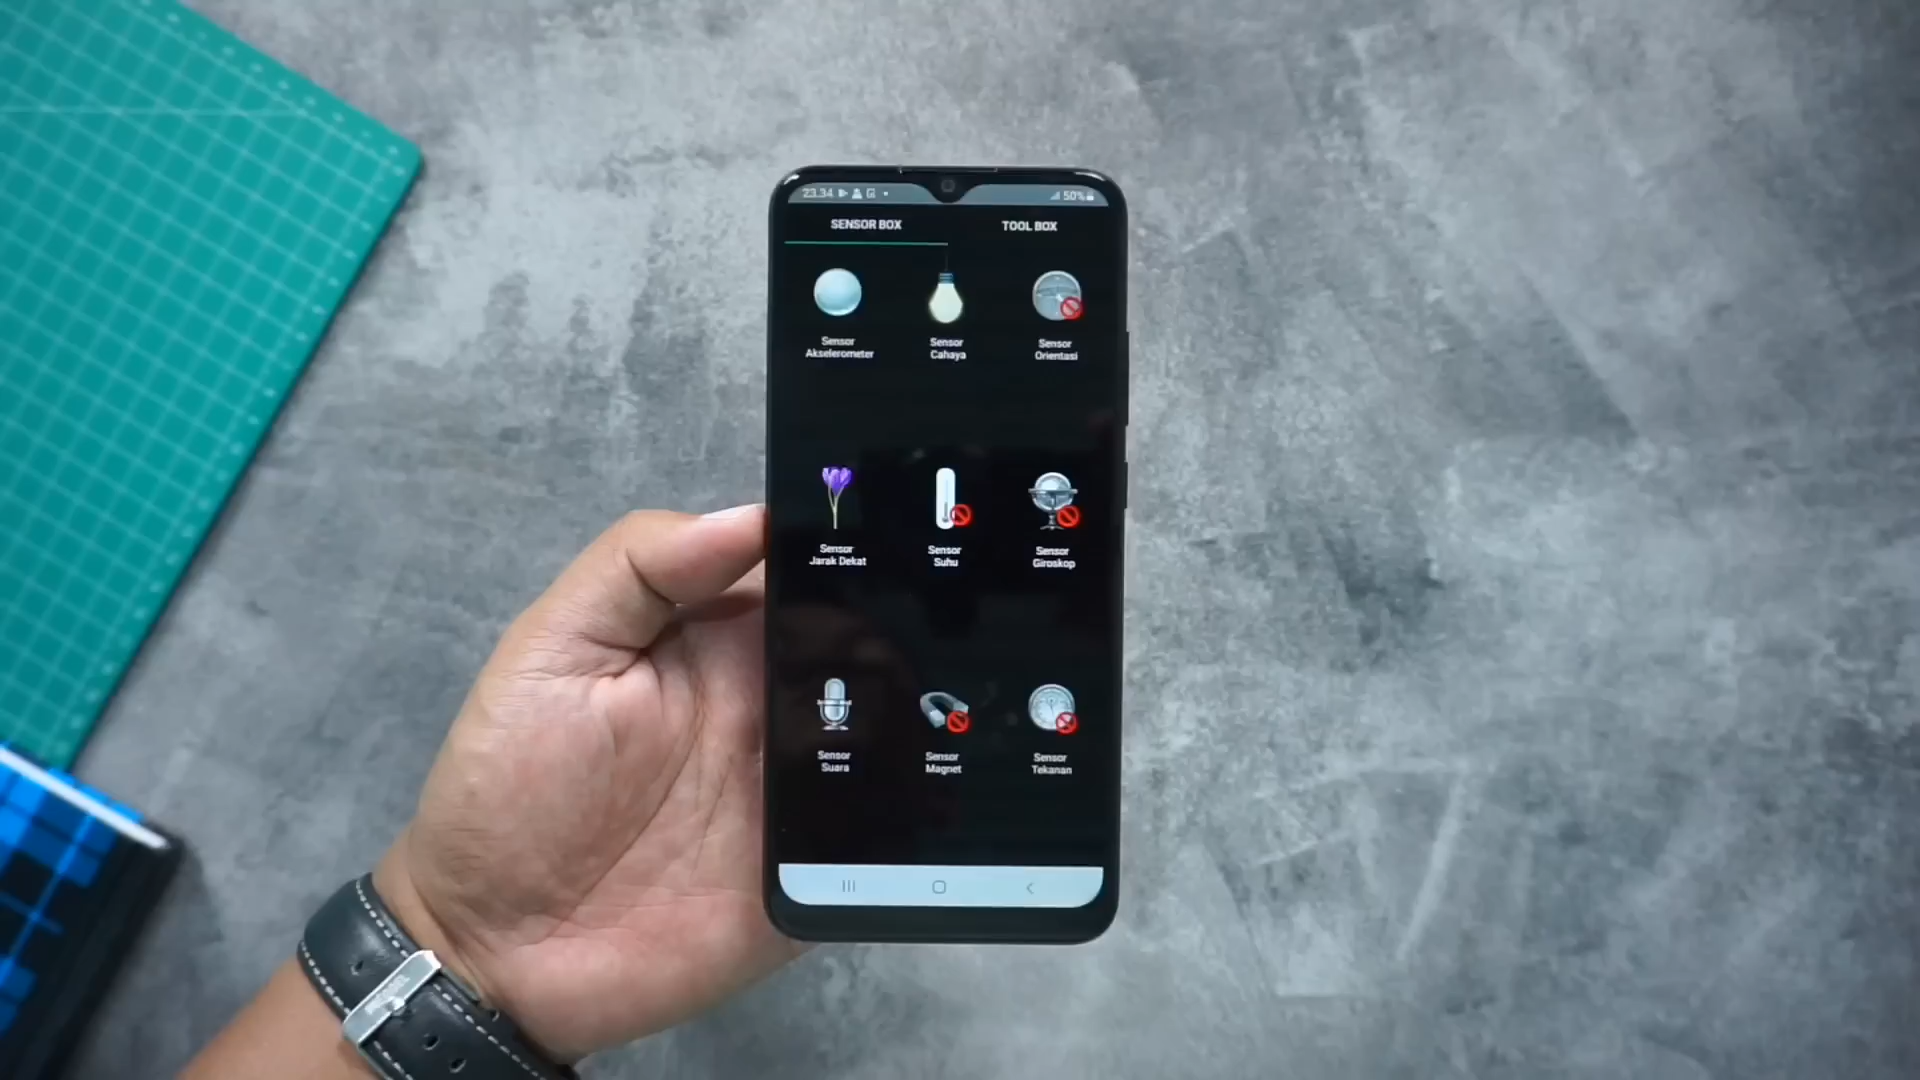 23.34
50%
SENSOR BOX
TOOL BOX
Sensor
Akselerometer
Sensor
Cahaya
Sensor
Orientasi
Sensor
Jarak Dekat
Sensor
Suhu
Sensor
Giroskop
Sensor
Suara
Sensor
Magnet
Sensor
Tekanan